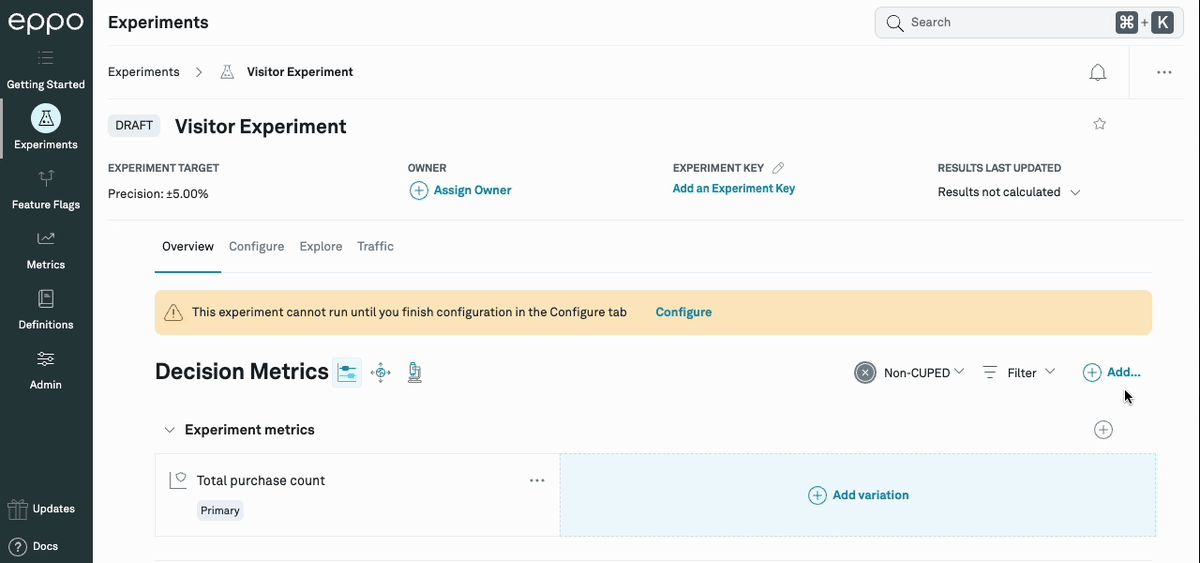 eppo
Getting Started
Experiments
Feature Flags
Metrics
Definitions
Admin
Updates
Docs
Experiments
Search
⌘ + K
Experiments > Visitor Experiment
DRAFT
Visitor Experiment
EXPERIMENT TARGET
Precision: ±5.00%
OWNER
Assign Owner
EXPERIMENT KEY
Add an Experiment Key
RESULTS LAST UPDATED
Results not calculated
Overview Configure Explore Traffic
This experiment cannot run until you finish configuration in the Configure tab Configure
Decision Metrics
Non-CUPED
Filter
Add...
Experiment metrics
Total purchase count
Primary
Add variation